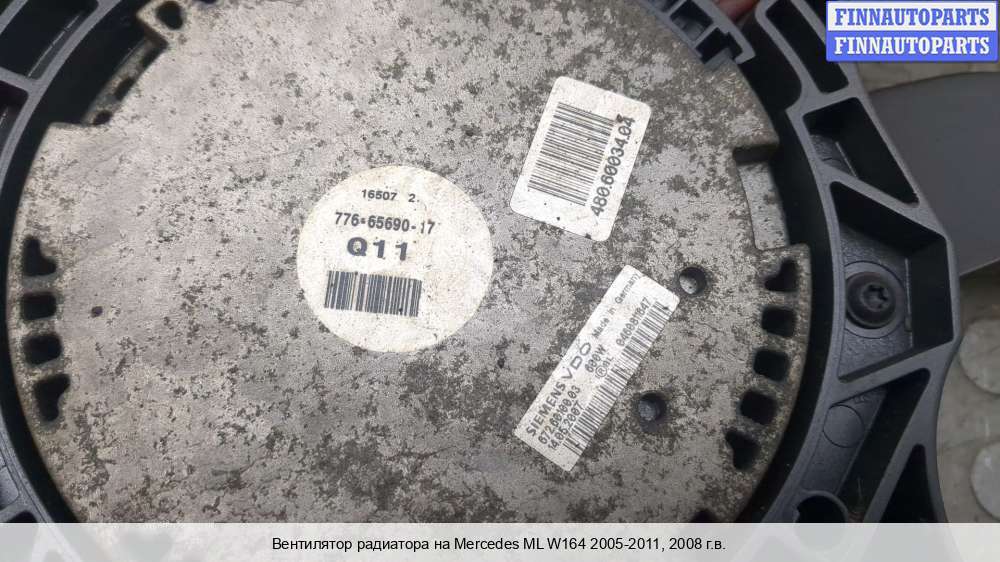 FINNAUTOPARTS
FINNAUTOPARTS
480.60034.04
16507 2.
776-65690-17
Q11
SIEMENS VDO Made in Germany
600W
Вентилятор радиатора на Mercedes ML W164 2005-2011, 2008 г.в.